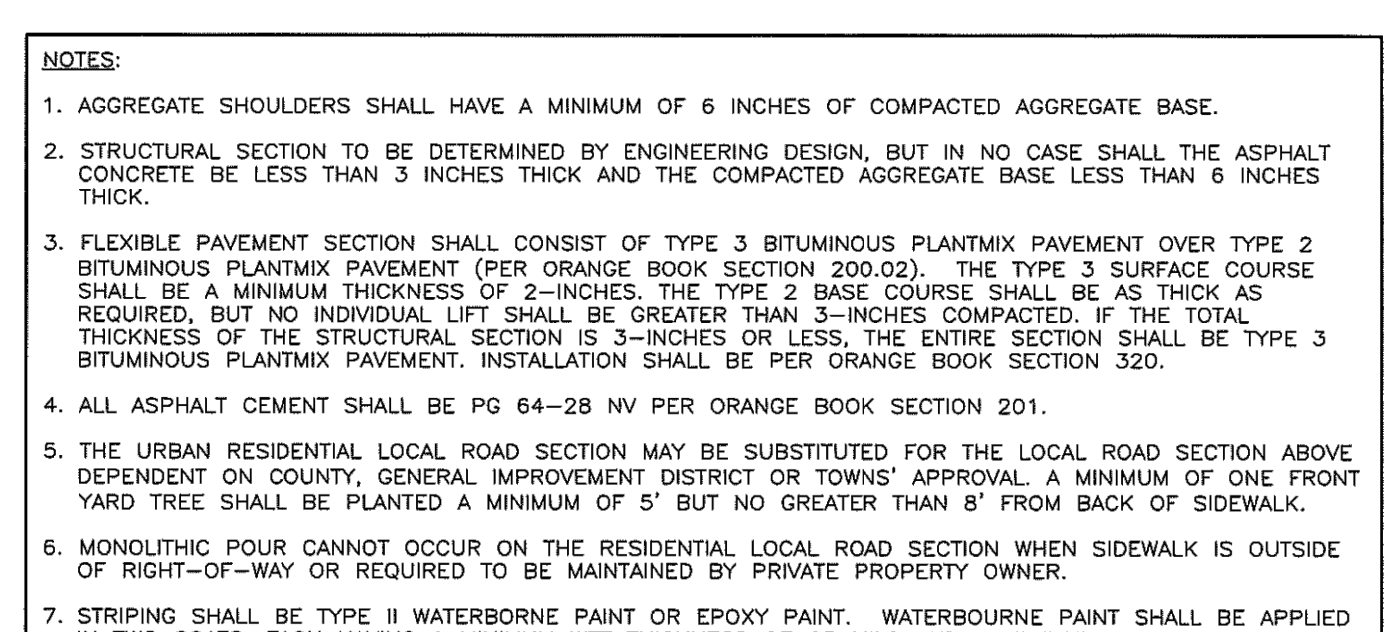 NOTES:
1. AGGREGATE SHOULDERS SHALL HAVE A MINIMUM OF 6 INCHES OF COMPACTED AGGREGATE BASE.
2. STRUCTURAL SECTION TO BE DETERMINED BY ENGINEERING DESIGN, BUT IN NO CASE SHALL THE ASPHALT
CONCRETE BE LESS THAN 3 INCHES THICK AND THE COMPACTED AGGREGATE BASE LESS THAN 6 INCHES
THICK.
3. FLEXIBLE PAVEMENT SECTION SHALL CONSIST OF TYPE 3 BITUMINOUS PLANTMIX PAVEMENT OVER TYPE 2
BITUMINOUS PLANTMIX PAVEMENT (PER ORANGE BOOK SECTION 200.02). THE TYPE 3 SURFACE COURSE
SHALL BE A MINIMUM THICKNESS OF 2-INCHES. THE TYPE 2 BASE COURSE SHALL BE AS THICK AS
REQUIRED, BUT NO INDIVIDUAL LIFT SHALL BE GREATER THAN 3-INCHES COMPACTED. IF THE TOTAL
THICKNESS OF THE STRUCTURAL SECTION IS 3-INCHES OR LESS, THE ENTIRE SECTION SHALL BE TYPE 3
BITUMINOUS PLANTMIX PAVEMENT. INSTALLATION SHALL BE PER ORANGE BOOK SECTION 320.
4. ALL ASPHALT CEMENT SHALL BE PG 64-28 NV PER ORANGE BOOK SECTION 201.
5. THE URBAN RESIDENTIAL LOCAL ROAD SECTION MAY BE SUBSTITUTED FOR THE LOCAL ROAD SECTION ABOVE
DEPENDENT ON COUNTY, GENERAL IMPROVEMENT DISTRICT OR TOWNS' APPROVAL. A MINIMUM OF ONE FRONT
YARD TREE SHALL BE PLANTED A MINIMUM OF 5' BUT NO GREATER THAN 8' FROM BACK OF SIDEWALK.
6. MONOLITHIC POUR CANNOT OCCUR ON THE RESIDENTIAL LOCAL ROAD SECTION WHEN SIDEWALK IS OUTSIDE
OF RIGHT-OF-WAY OR REQUIRED TO BE MAINTAINED BY PRIVATE PROPERTY OWNER.
7. STRIPING SHALL BE TYPE II WATERBORNE PAINT OR EPOXY PAINT. WATERBOURNE PAINT SHALL BE APPLIED